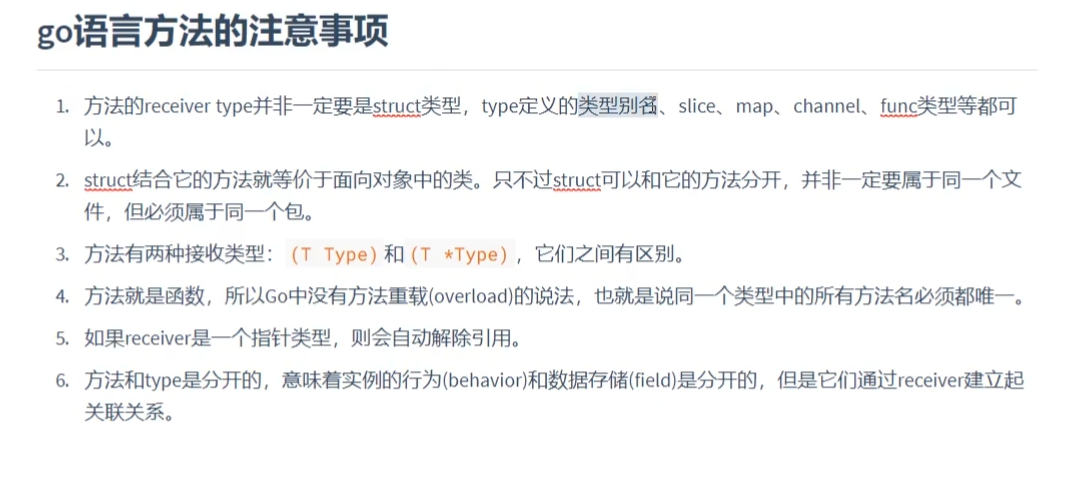 go语言方法的注意事项
1. 方法的receiver type并非一定要是struct类型，type定义的类型别名、slice、map、channel、func类型等都可
以。
2. struct结合它的方法就等价于面向对象中的类。只不过struct可以和它的方法分开，并非一定要属于同一个文
件，但必须属于同一个包。
3. 方法有两种接收类型：(T Type)和(T *Type)，它们之间有区别。
4. 方法就是函数，所以Go中没有方法重载(overload)的说法，也就是说同一个类型中的所有方法名必须都唯一。
5. 如果receiver是一个指针类型，则会自动解除引用。
6. 方法和type是分开的，意味着实例的行为(behavior)和数据存储(field)是分开的，但是它们通过receiver建立起
关联关系。